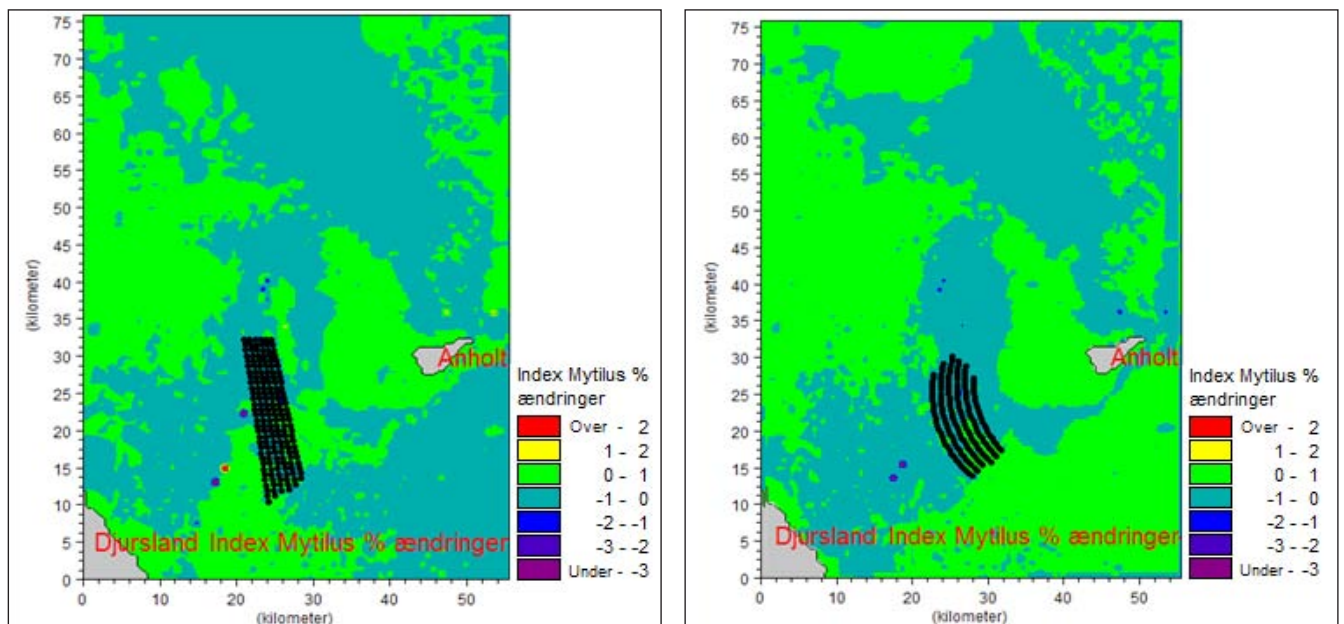 75
70
65
60
55
50
45
40
35
30
25
20
15
10
5
0
(kilometer)
0 10 20 30 40 50
(kilometer)
Anholt
Djursland Index Mytilus % ændringer
Index Mytilus %
ændringer
Over - 2
1 - 2
0 - 1
-1 - 0
-2 - -1
-3 - -2
Under - -3
75
70
65
60
55
50
45
40
35
30
25
20
15
10
5
0
(kilometer)
0 10 20 30 40 50
(kilometer)
Anholt
Djursland Index Mytilus % ændringer
Index Mytilus %
ændringer
Over - 2
1 - 2
0 - 1
-1 - 0
-2 - -1
-3 - -2
Under - -3